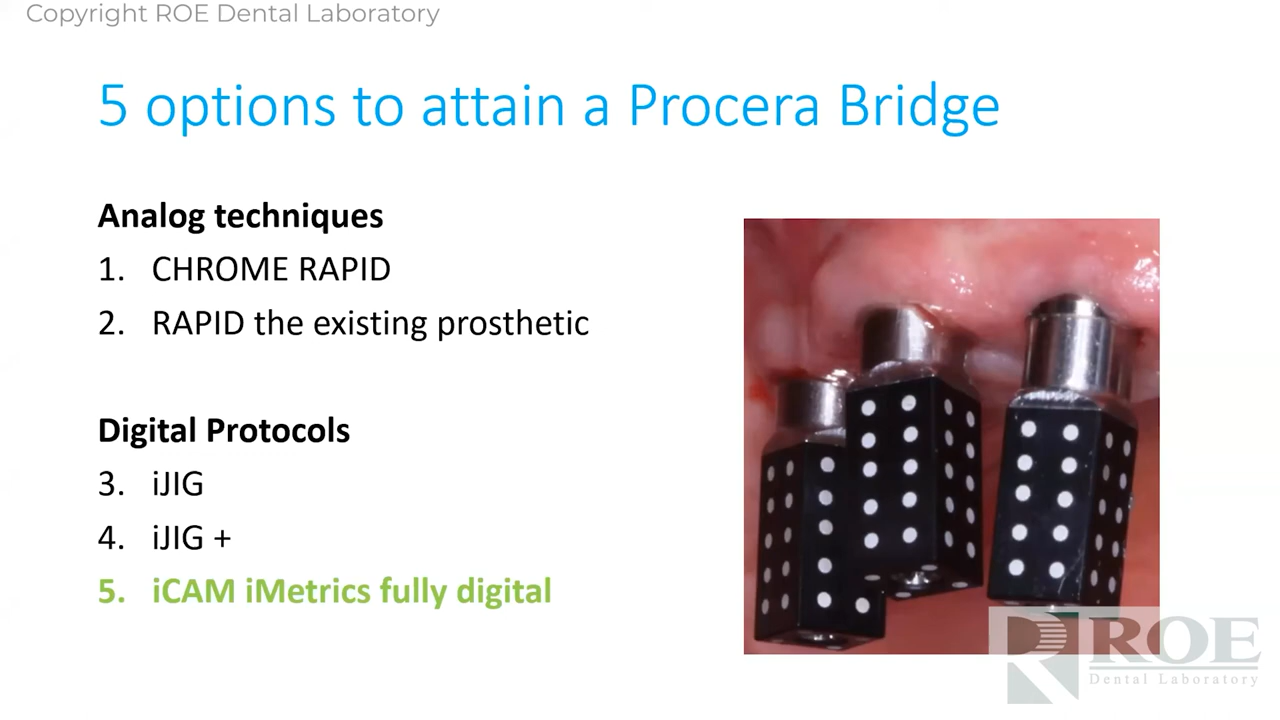 Copyright ROE Dental Laboratory
5 options to attain a Procera Bridge
Analog techniques
1. CHROME RAPID
2. RAPID the existing prosthetic
Digital Protocols
3. iJIG
4. iJIG +
5. iCAM iMetrics fully digital
ROE
Dental Laboratory